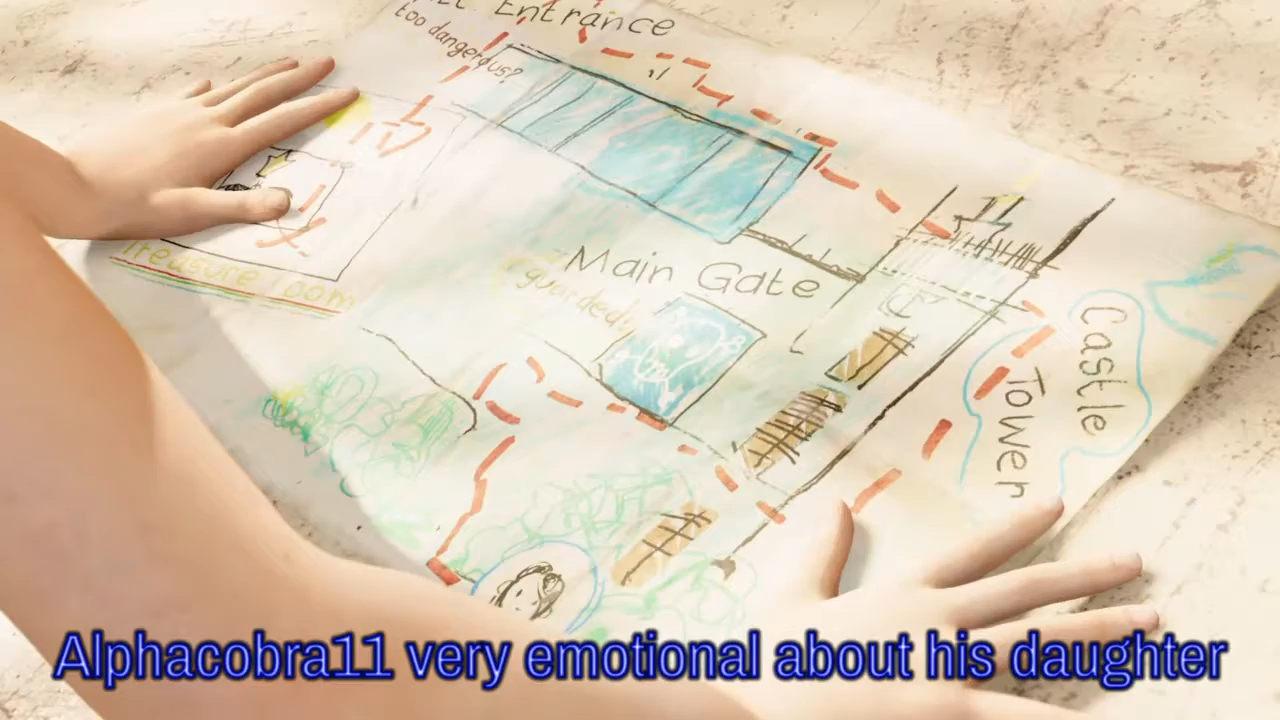 Entrance
too dangerous?
Main Gate
guarded!
Treasure room
Castle
Tower
Alphacobra11 very emotional about his daughter